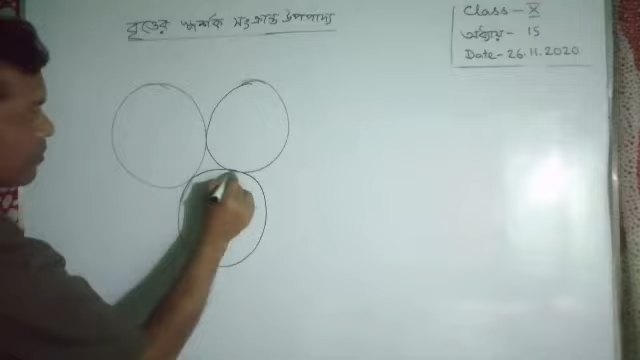 বৃত্তের স্পর্শক সংক্রান্ত উপপাদ্য
Class - X
অধ্যায় - 15
Date - 26.11.2020